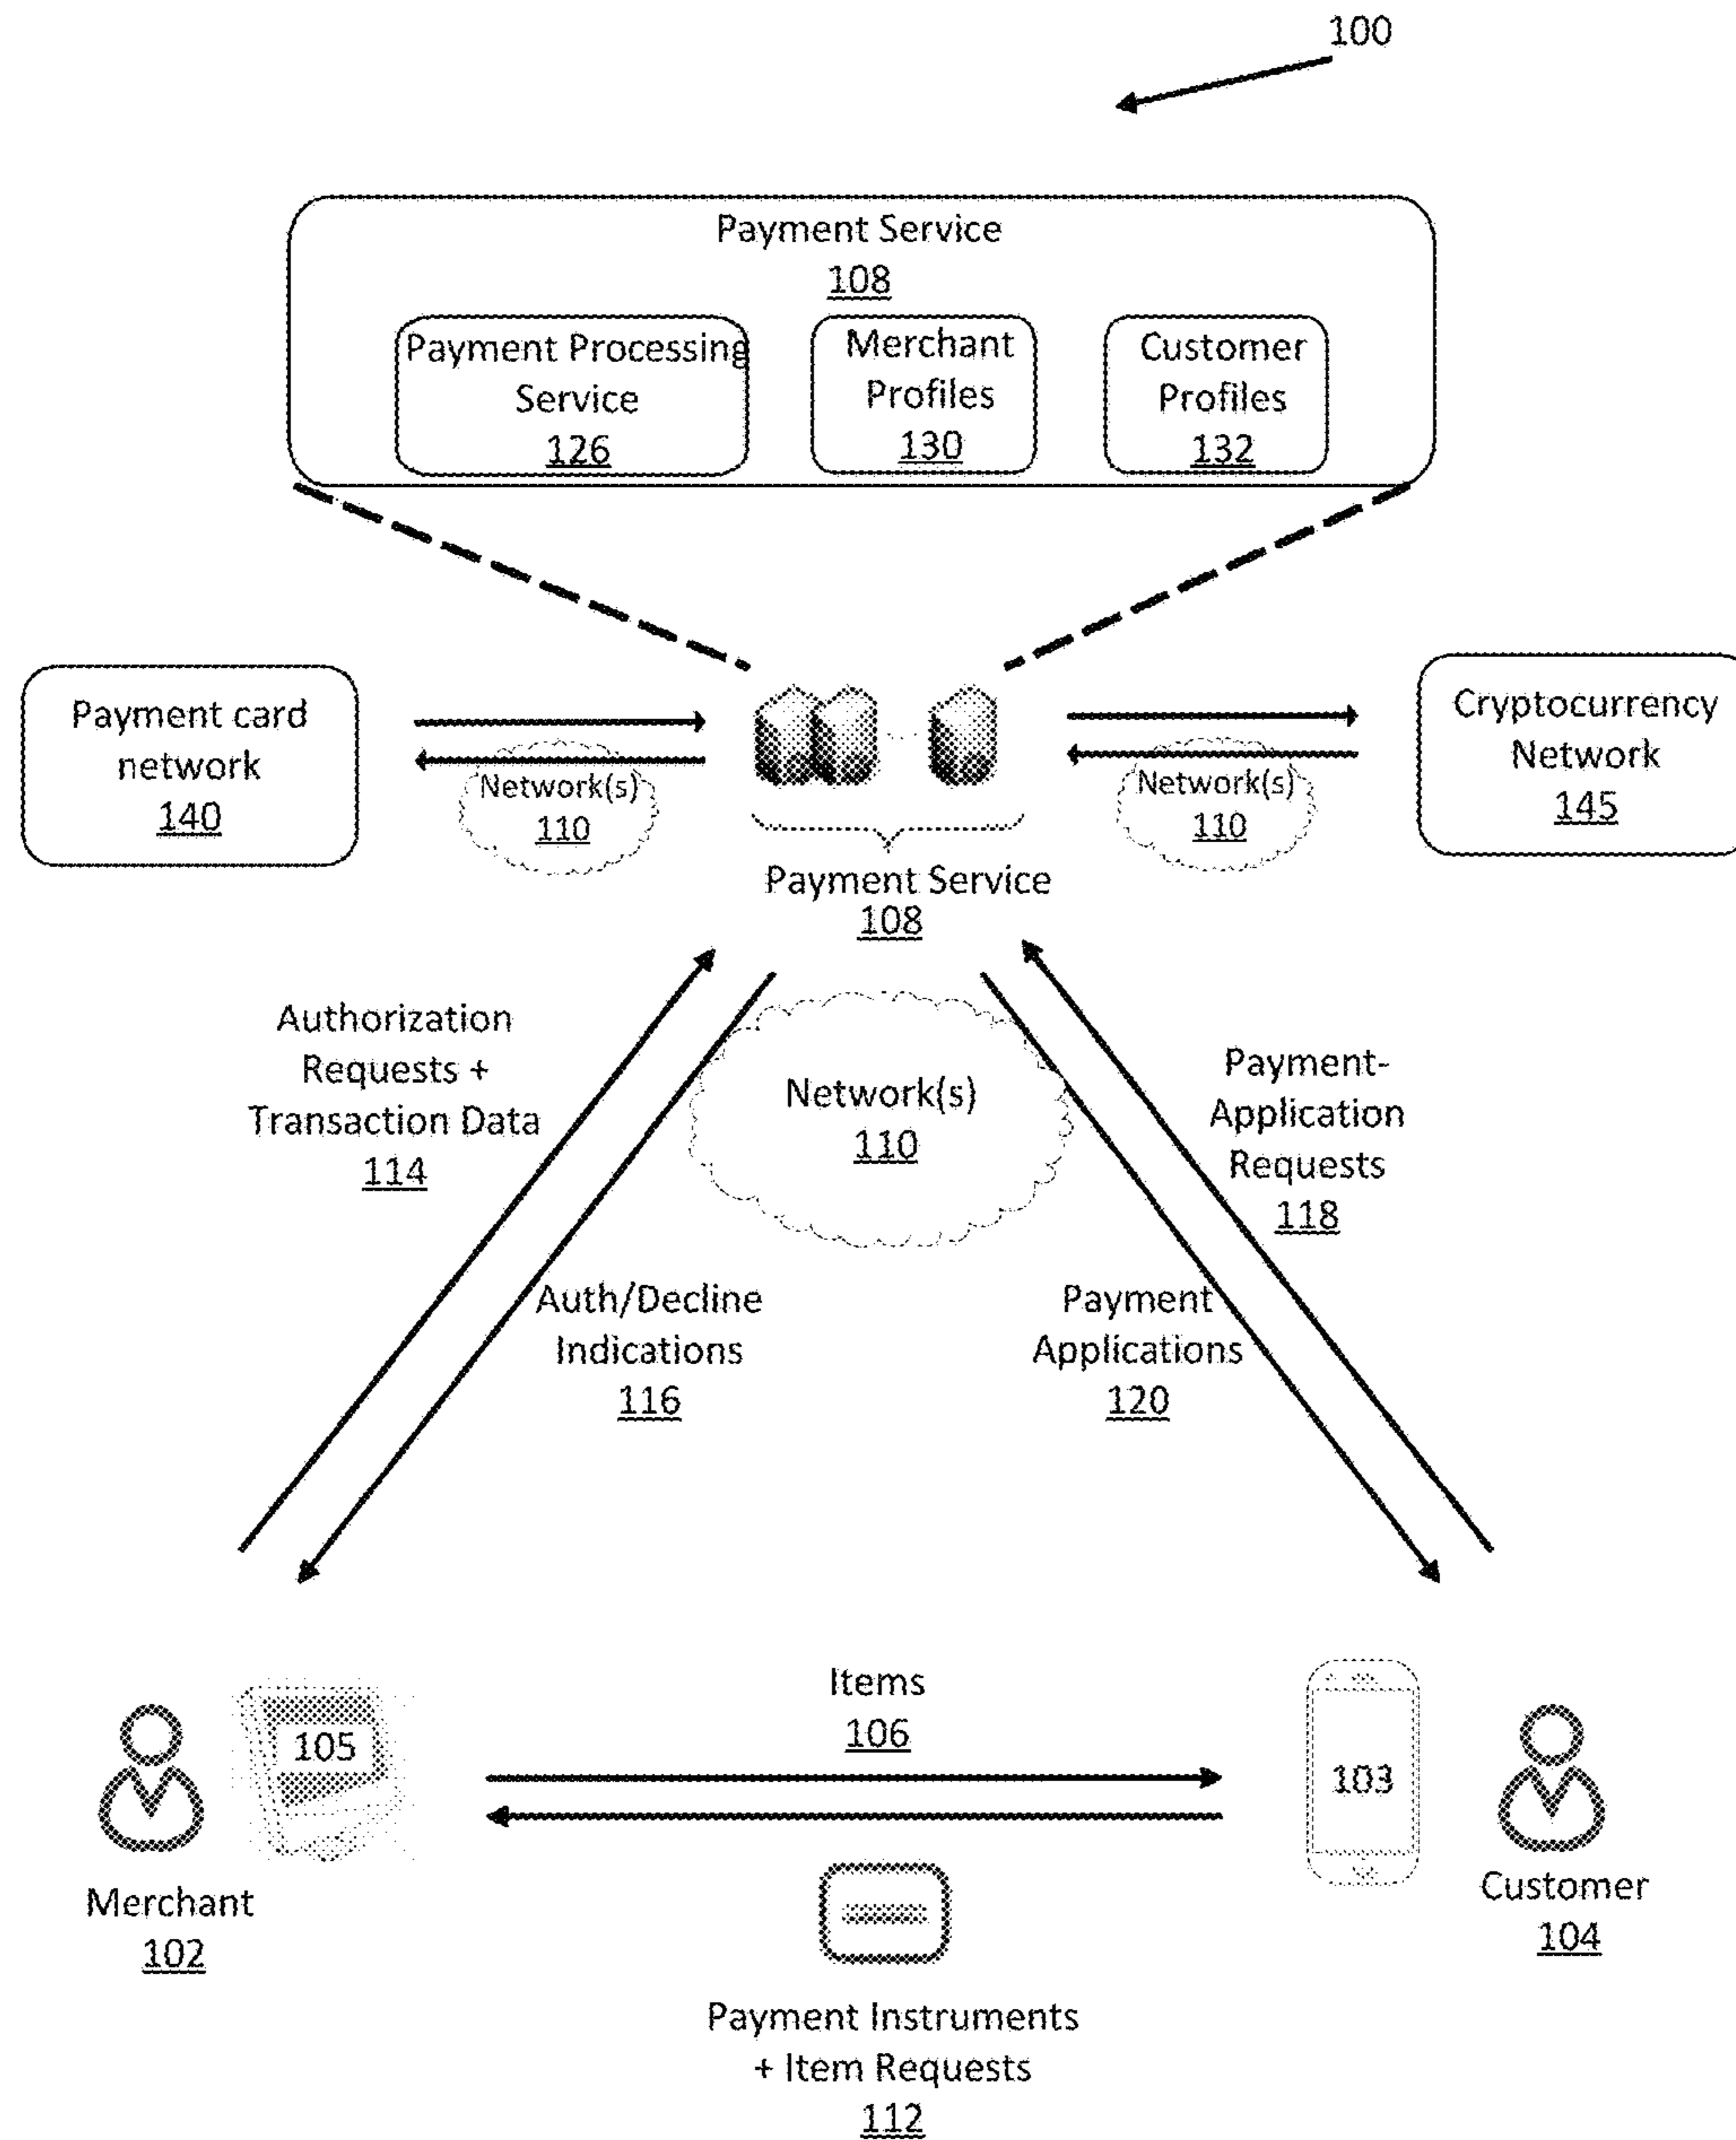 100
Payment Service
108
Payment Processing
Service
126
Merchant
Profiles
130
Customer
Profiles
132
Payment card
network
140
Network(s)
110
Payment Service
108
Network(s)
110
Cryptocurrency
Network
145
Authorization
Requests +
Transaction Data
114
Network(s)
110
Payment-
Application
Requests
118
Auth/Decline
Indications
116
Payment
Applications
120
Items
106
105
103
Merchant
102
Customer
104
Payment Instruments
+ Item Requests
112